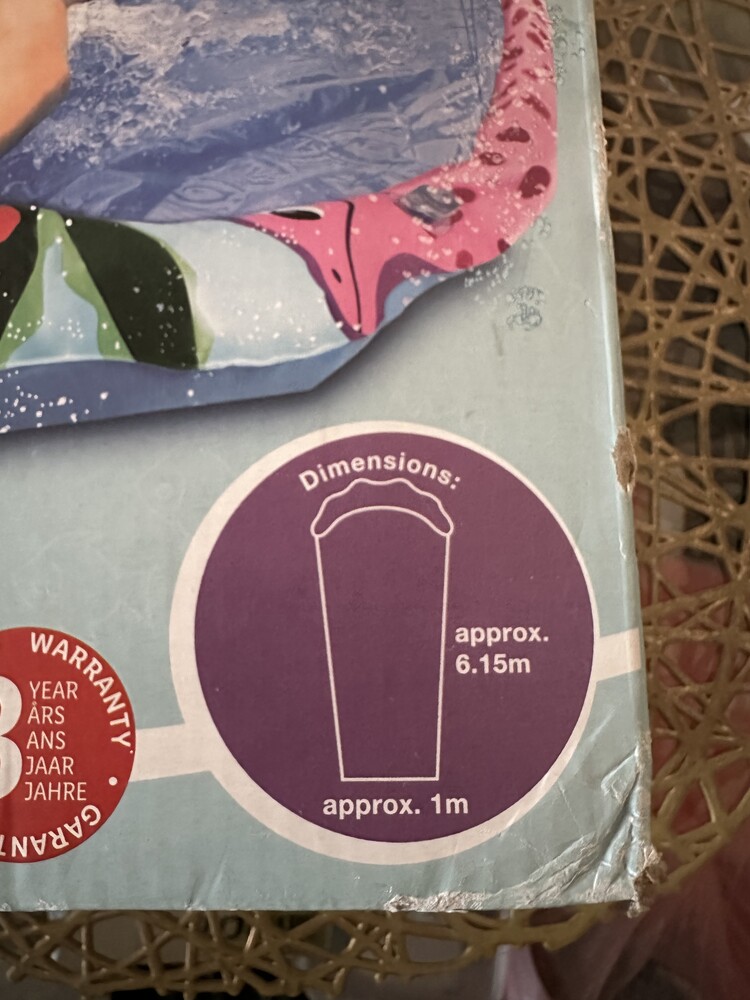 Dimensions:
approx.
6.15m
approx. 1m
WARRANTY
YEAR
ÅRS
ANS
JAAR
JAHRE